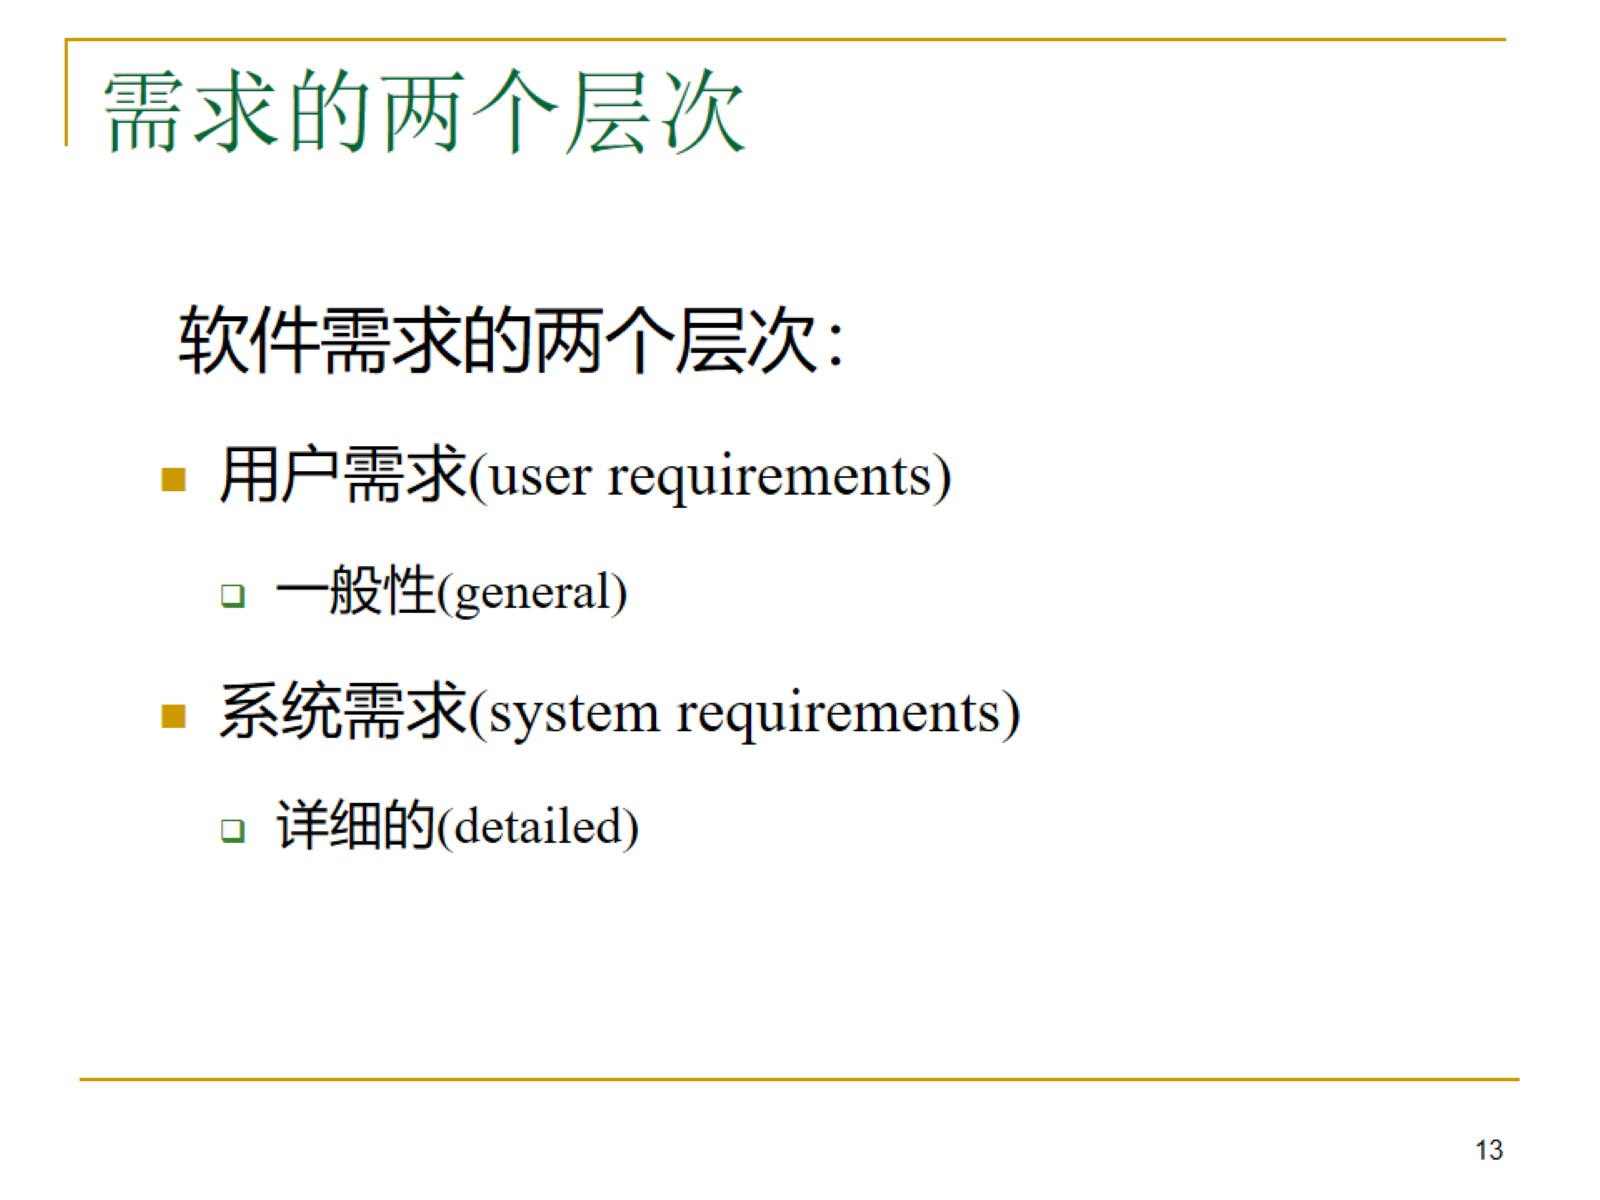 需求的两个层次
软件需求的两个层次：
用户需求(user requirements)
一般性(general)
系统需求(system requirements)
详细的(detailed)
13